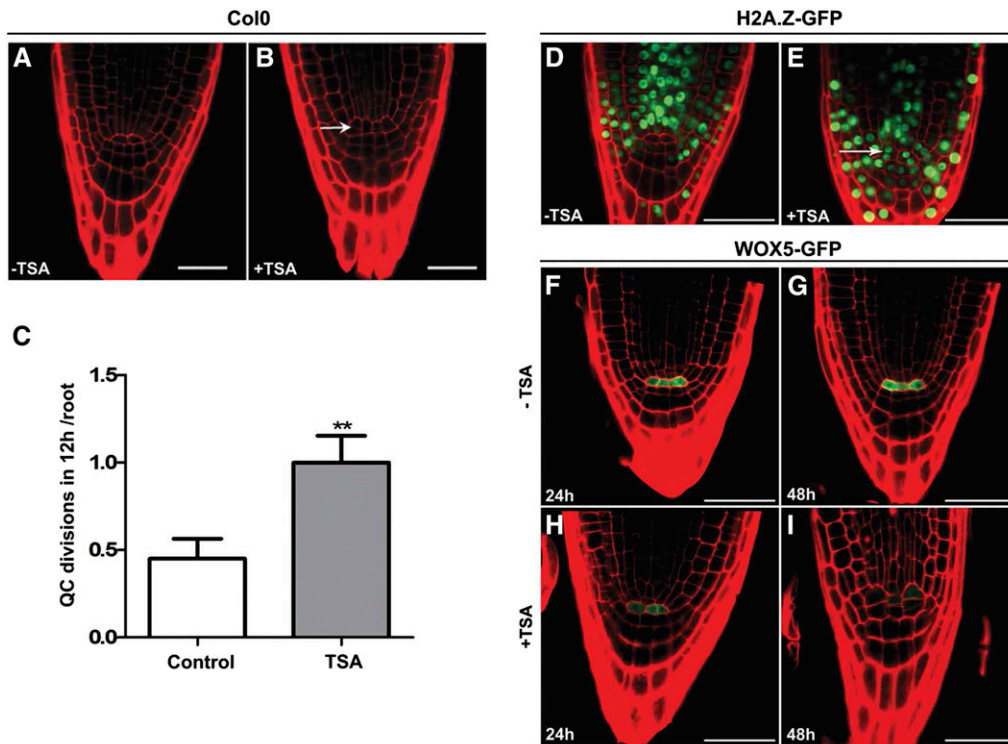 Col0
H2A.Z-GFP
A
B
D
E
-TSA
+TSA
-TSA
+TSA
WOX5-GFP
C
QC divisions in 12h /root
1.5
1.0
0.5
0.0
**
Control
TSA
F
G
- TSA
24h
48h
H
I
+TSA
24h
48h